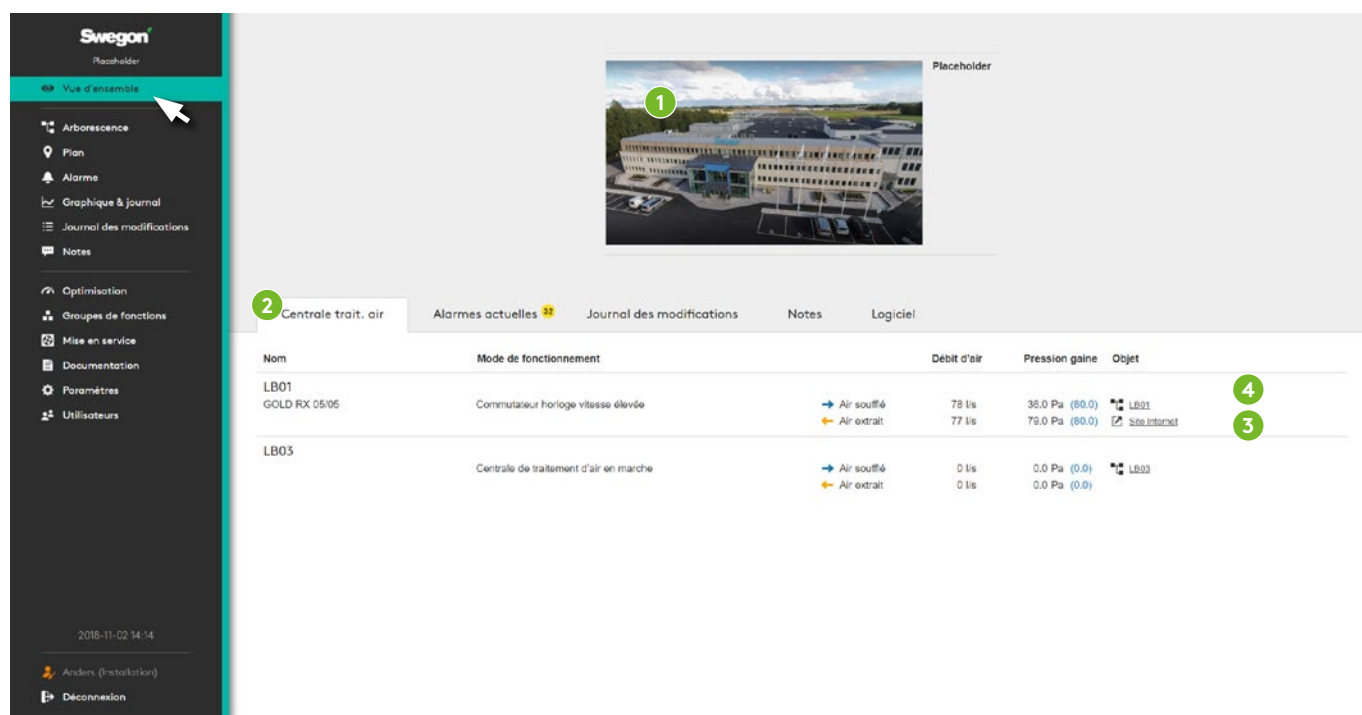 Swegon
Placeholder
Vue d'ensemble
Arborescence
Plan
Alarme
Graphique & journal
Journal des modifications
Notes
Optimisation
Groupes de fonctions
Mise en service
Documentation
Paramètres
Utilisateurs
2018-11-02 14:14
Anders (Installation)
Déconnexion
Placeholder
1
2
Centrale trait. air Alarmes actuelles 32 Journal des modifications Notes Logiciel
Nom Mode de fonctionnement Débit d'air Pression gaine Objet
LB01
4
GOLD RX 05/05 Commutateur horloge vitesse élevée Air soufflé 78 l/s 36.0 Pa (80.0) LB01
Air extrait 77 l/s 79.0 Pa (80.0) Site Internet
3
LB03
Centrale de traitement d'air en marche Air soufflé 0 l/s 0.0 Pa (0.0) LB03
Air extrait 0 l/s 0.0 Pa (0.0)